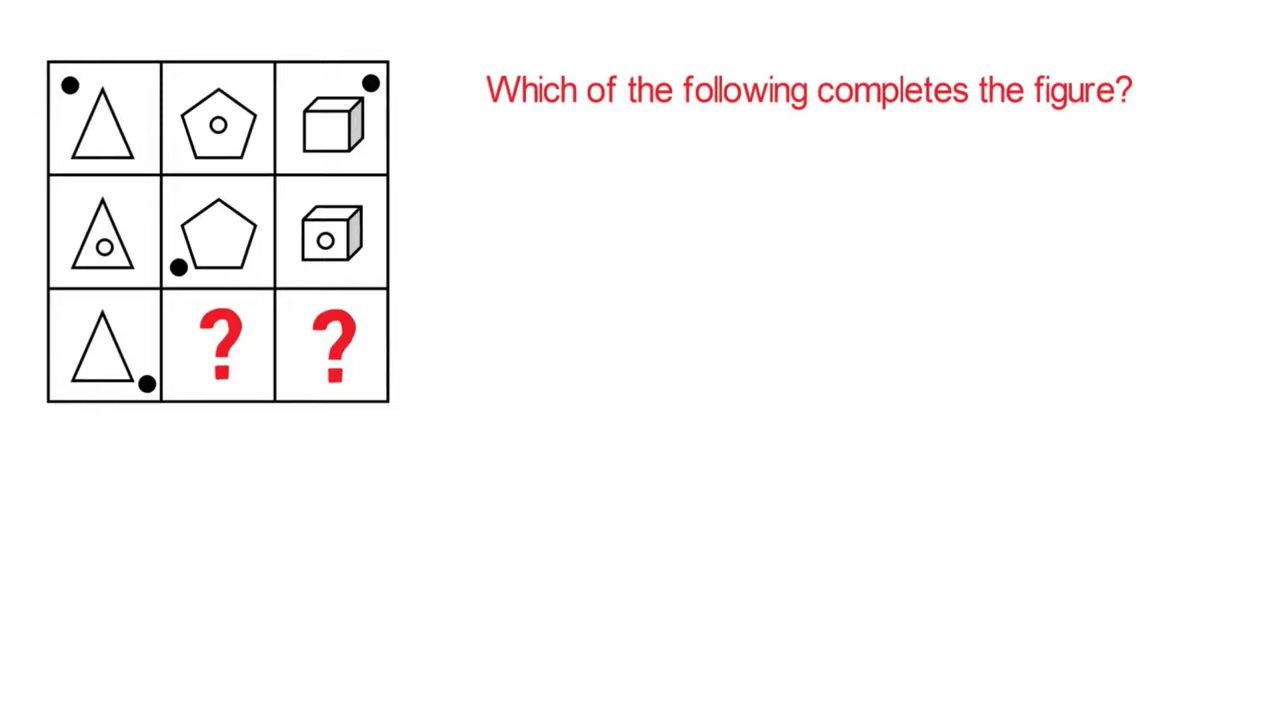 Which of the following completes the figure?
? ?